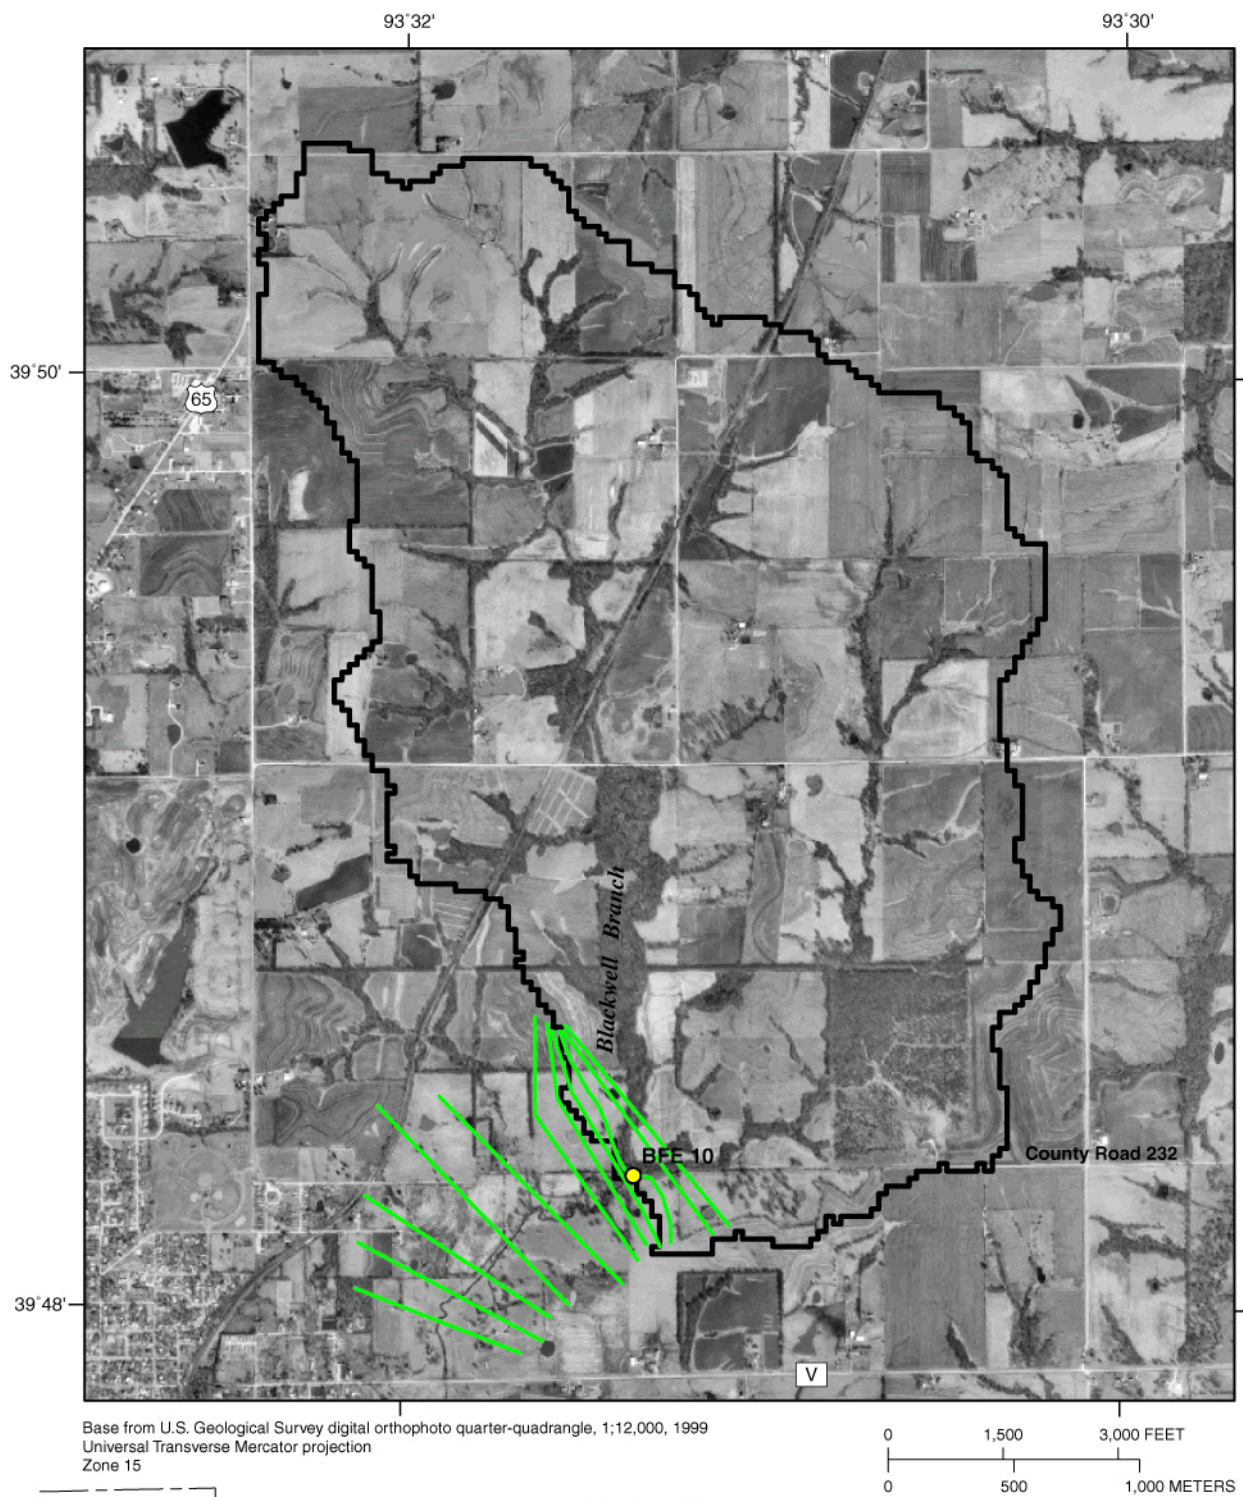 93°32'
93°30'
39°50'
65
Blackwell Branch
BFE 10
County Road 232
39°48'
V
Base from U.S. Geological Survey digital orthophoto quarter-quadrangle, 1;12,000, 1999
Universal Transverse Mercator projection
Zone 15
0 1,500 3,000 FEET
0 500 1,000 METERS